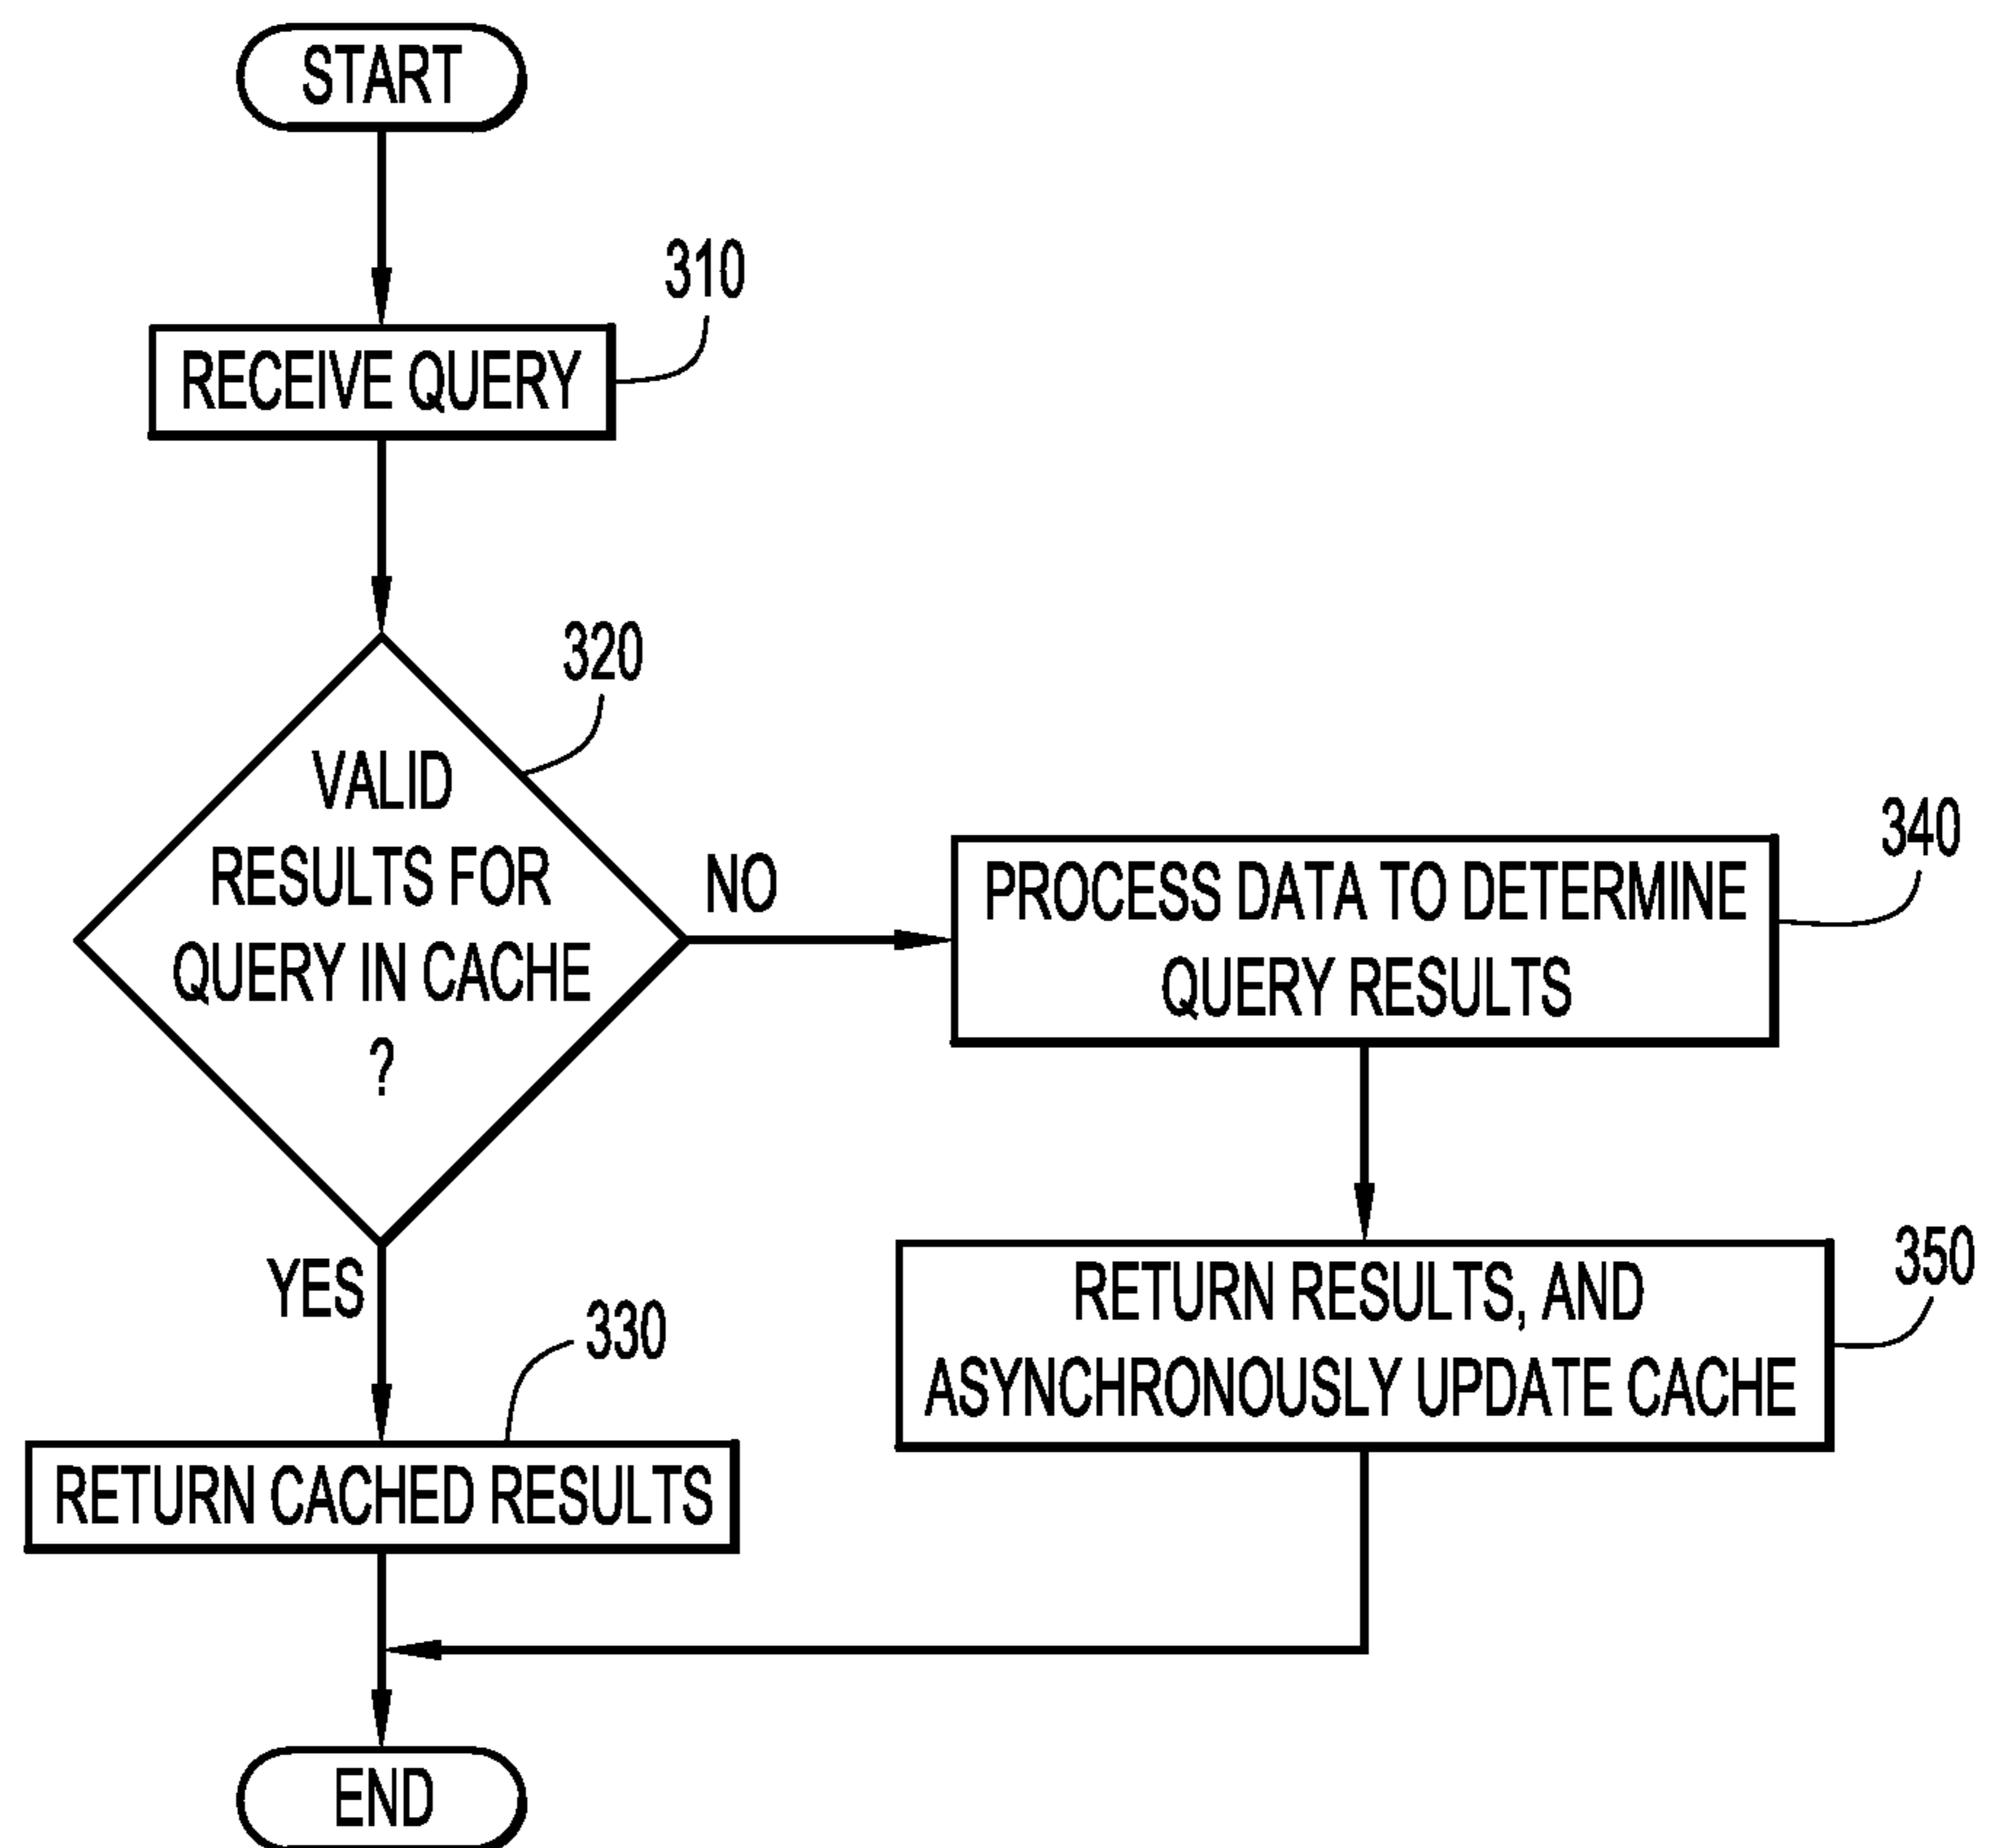 START
310
RECEIVE QUERY
320
VALID
RESULTS FOR
QUERY IN CACHE
?
NO
340
PROCESS DATA TO DETERMINE
QUERY RESULTS
YES
330
RETURN CACHED RESULTS
350
RETURN RESULTS, AND
ASYNCHRONOUSLY UPDATE CACHE
END